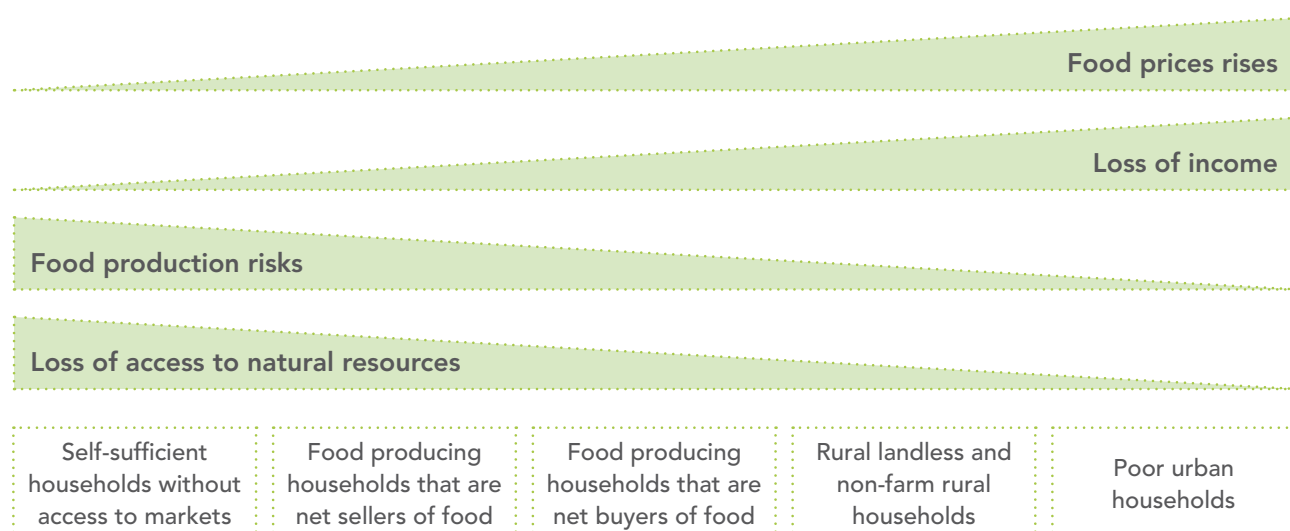 Food prices rises
Loss of income
Food production risks
Loss of access to natural resources
Self-sufficient
households without
access to markets
Food producing
households that are
net sellers of food
Food producing
households that are
net buyers of food
Rural landless and
non-farm rural
households
Poor urban
households